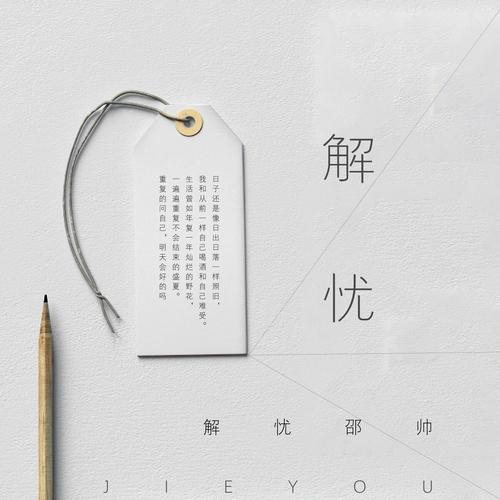 解忧
日子还是像日出日落一样照旧，
我和从前一样自己喝酒和自己难受。
生活曾如年复一年灿烂的野花，
一遍遍重复不会结束的盛夏。
重复的问自己，明天会好的吗
解忧邵帅
JIEYOU